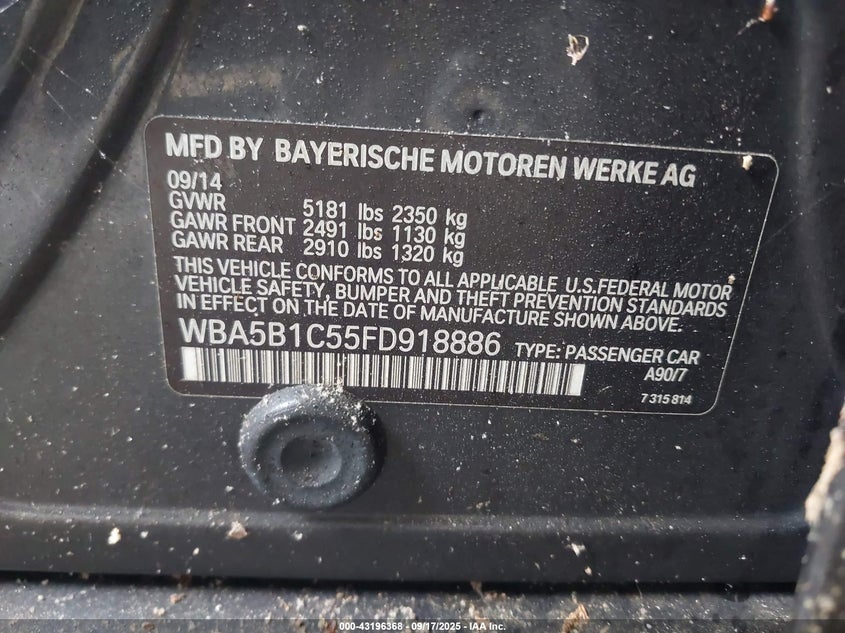 MFD BY BAYERISCHE MOTOREN WERKE AG
09/14
GVWR 5181 lbs 2350 kg
GAWR FRONT 2491 lbs 1130 kg
GAWR REAR 2910 lbs 1320 kg
THIS VEHICLE CONFORMS TO ALL APPLICABLE U.S.FEDERAL MOTOR
VEHICLE SAFETY, BUMPER AND THEFT PREVENTION STANDARDS
IN EFFECT ON THE DATE OF MANUFACTURE SHOWN ABOVE.
WBA5B1C55FD918886 TYPE: PASSENGER CAR
A90/7
7 315 814
000-43196368 - 09/17/2025 - IAA Inc.